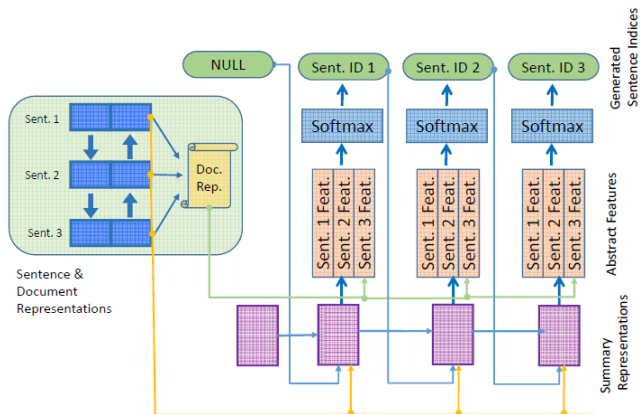 NULL
Sent. ID 1
Sent. ID 2
Sent. ID 3
Generated
Sentence Indices
Softmax
Softmax
Softmax
Sent. 1
Sent. 2
Sent. 3
Doc.
Rep.
Sent. 1 Feat.
Sent. 2 Feat.
Sent. 3 Feat.
Sent. 1 Feat.
Sent. 2 Feat.
Sent. 3 Feat.
Sent. 1 Feat.
Sent. 2 Feat.
Sent. 3 Feat.
Abstract Features
Sentence &
Document
Representations
Summary
Representations